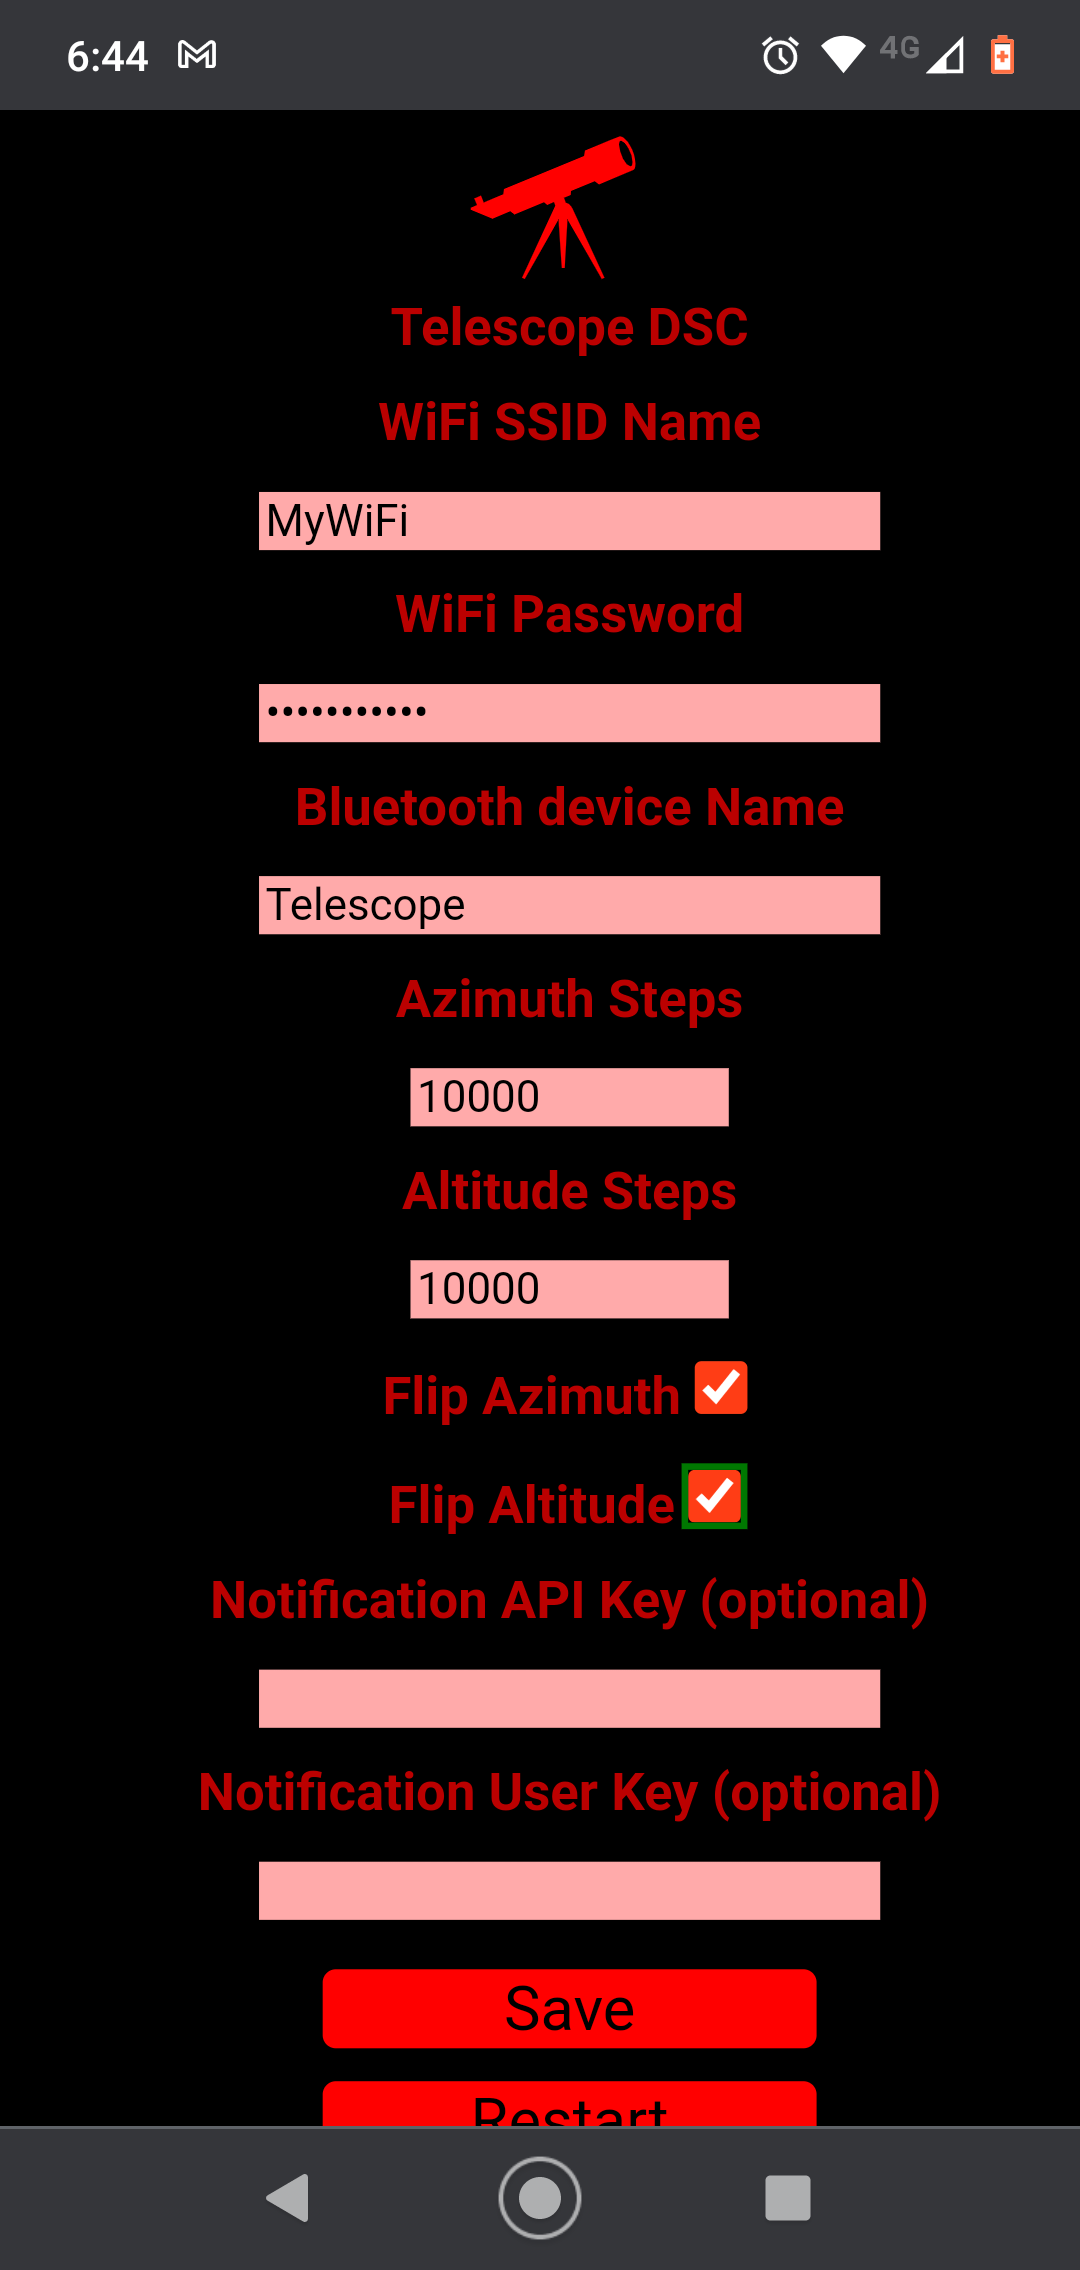 6:44
4G
Telescope DSC
WiFi SSID Name
MyWiFi
WiFi Password
•••••••••••
Bluetooth device Name
Telescope
Azimuth Steps
10000
Altitude Steps
10000
Flip Azimuth
Flip Altitude
Notification API Key (optional)
Notification User Key (optional)
Save
Restart